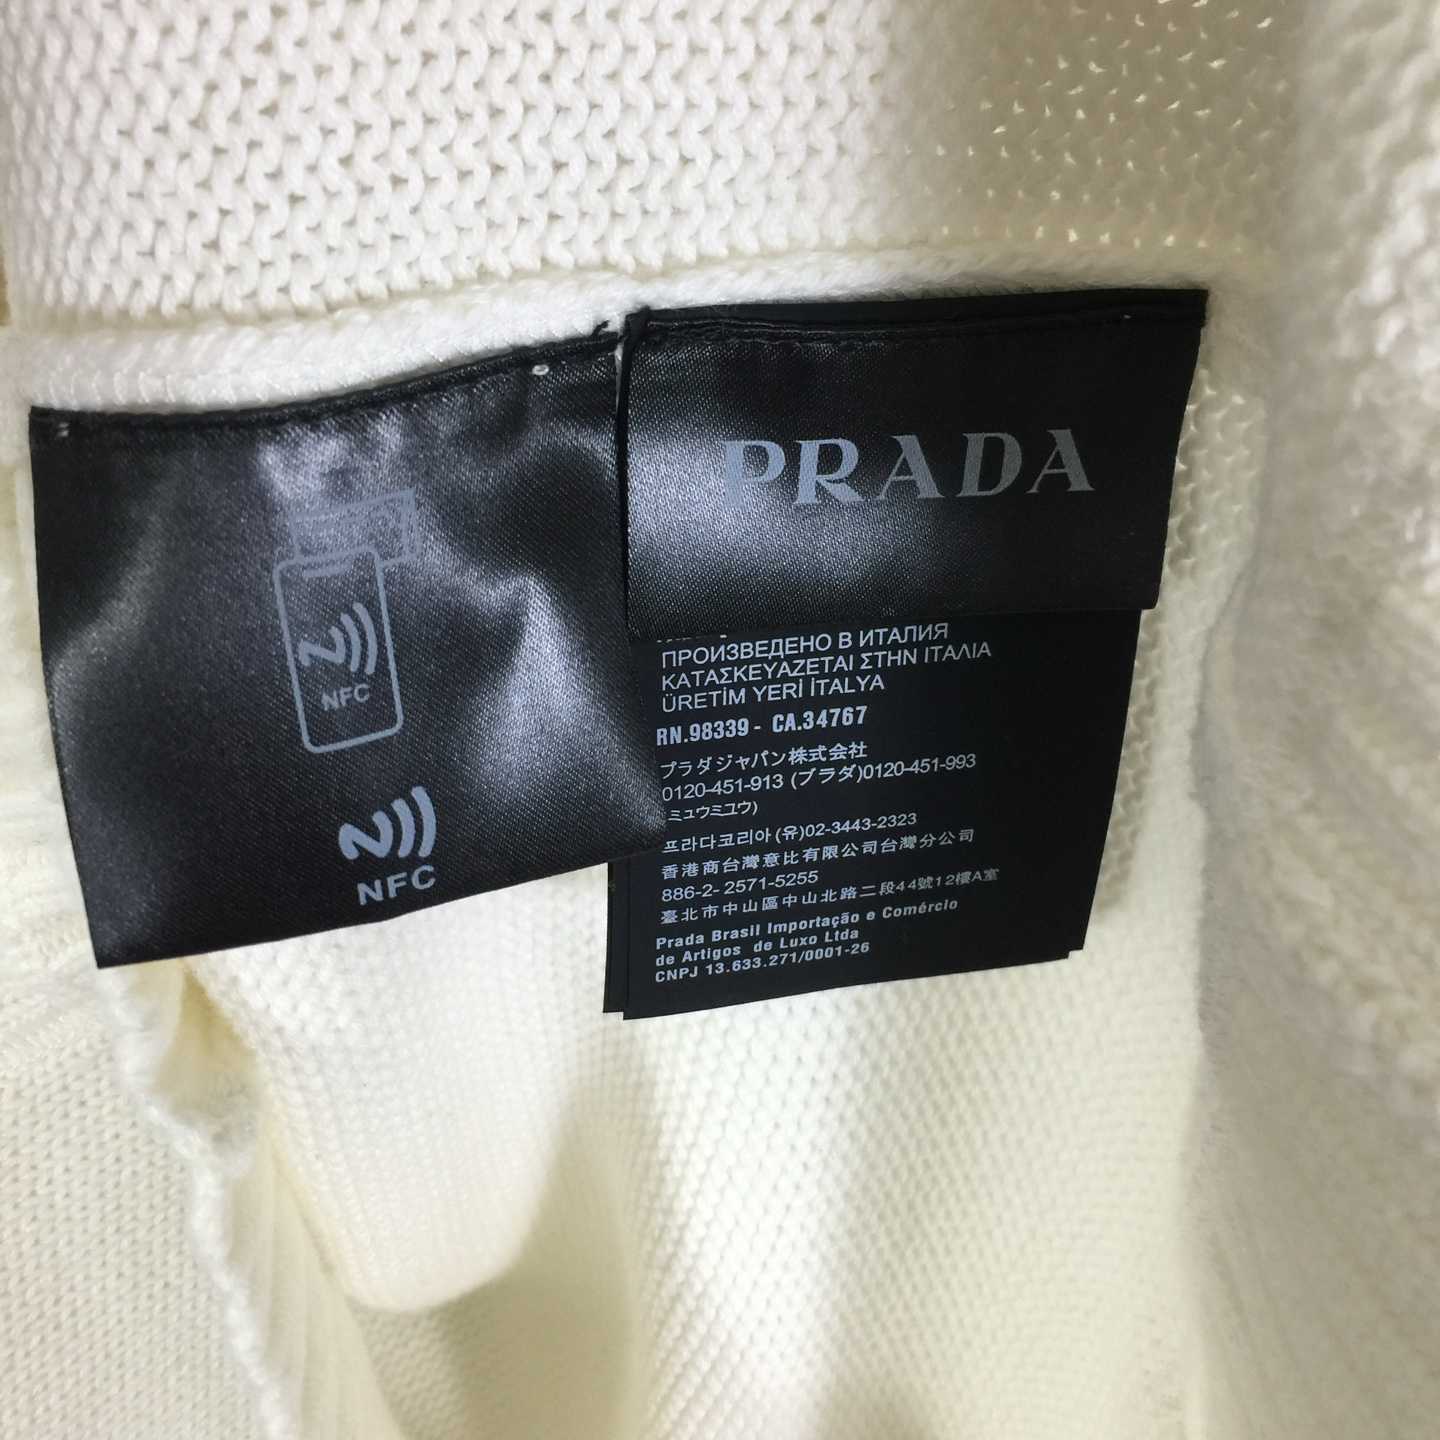 NFC
NFC
PRADA
ПРОИЗВЕДЕНО В ИТАЛИЯ
ΚΑΤΑΣΚΕΥΑΖΕΤΑΙ ΣΤΗΝ ΙΤΑΛΙΑ
ÜRETİM YERİ İTALYA
RN.98339 - CA.34767
プラダジャパン株式会社
0120-451-913 (プラダ)0120-451-993
ミュウミュウ)
프라다코리아(유)02-3443-2323
香港商台灣意比有限公司台灣分公司
886-2- 2571-5255
臺北市中山區中山北路二段44號12樓A室
Prada Brasil Importação e Comércio
de Artigos de Luxo Ltda
CNPJ 13.633.271/0001-26